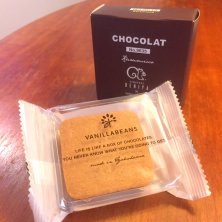 CHOCOLAT
VANILLABEANS
LIFE IS LIKE A BOX OF CHOCOLATES.
YOU NEVER KNOW WHAT YOU'RE GOING TO GET.
made in Yokohama